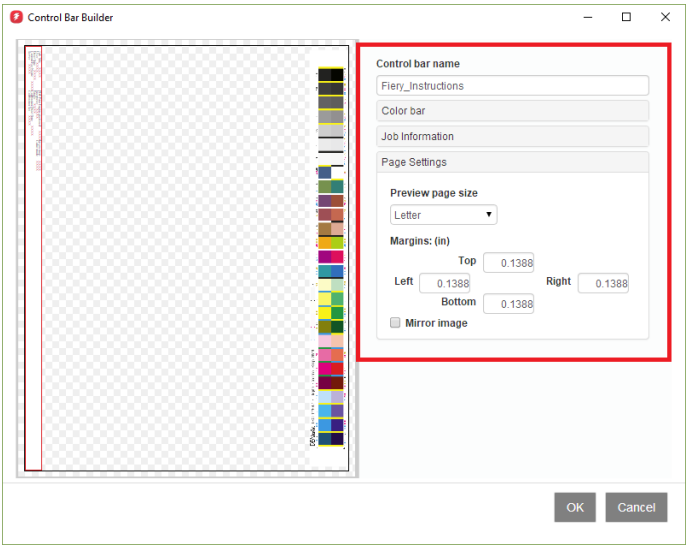 Control Bar Builder
Control bar name
Fiery_Instructions
Color bar
Job Information
Page Settings
Preview page size
Letter
Margins: (in)
Top 0.1388
Left 0.1388 Right 0.1388
Bottom 0.1388
Mirror image
OK Cancel